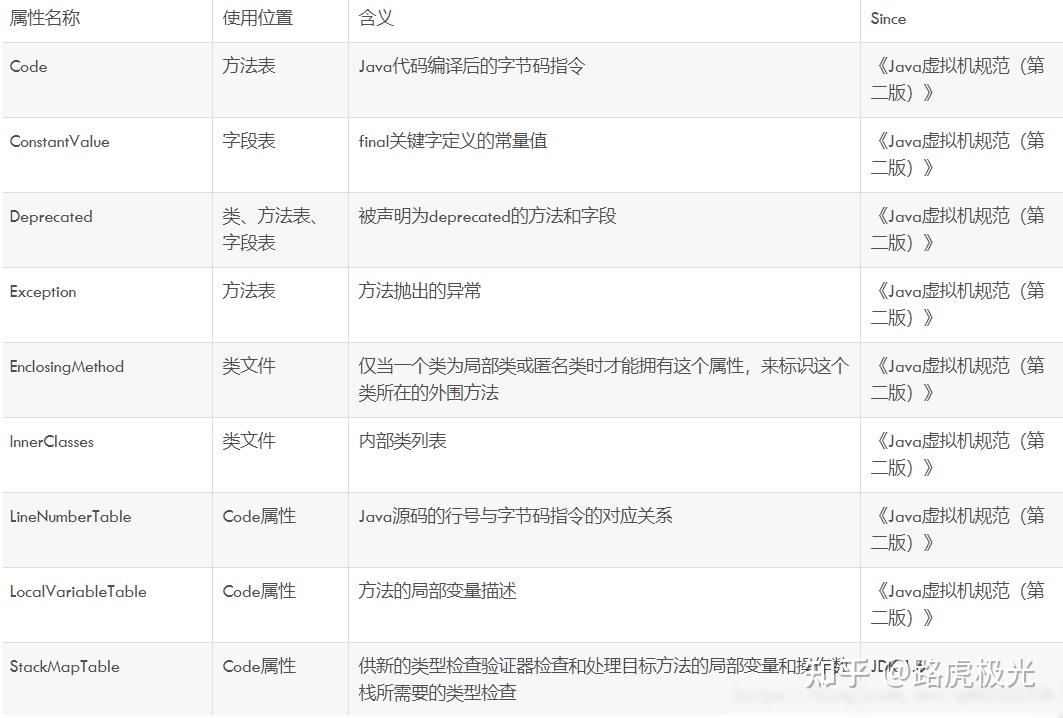 属性名称 使用位置 含义 Since
Code 方法表 Java代码编译后的字节码指令 《Java虚拟机规范（第
二版）》
ConstantValue 字段表 final关键字定义的常量值 《Java虚拟机规范（第
二版）》
Deprecated 类、方法表、 被声明为deprecated的方法和字段 《Java虚拟机规范（第
字段表 二版）》
Exception 方法表 方法抛出的异常 《Java虚拟机规范（第
二版）》
EnclosingMethod 类文件 仅当一个类为局部类或匿名类时才能拥有这个属性，来标识这个 《Java虚拟机规范（第
类所在的外围方法 二版）》
InnerClasses 类文件 内部类列表 《Java虚拟机规范（第
二版）》
LineNumberTable Code属性 Java源码的行号与字节码指令的对应关系 《Java虚拟机规范（第
二版）》
LocalVariableTable Code属性 方法的局部变量描述 《Java虚拟机规范（第
二版）》
StackMapTable Code属性 供新的类型检查验证器检查和处理目标方法的局部变量和操作数
栈所需要的类型检查
知乎 @路虎极光